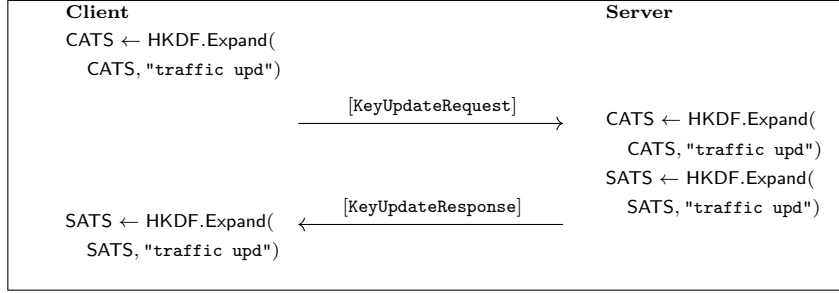 Client
Server
CATS ← HKDF.Expand(
CATS, "traffic upd")
[KeyUpdateRequest]
CATS ← HKDF.Expand(
CATS, "traffic upd")
SATS ← HKDF.Expand(
SATS, "traffic upd")
[KeyUpdateResponse]
SATS ← HKDF.Expand(
SATS, "traffic upd")